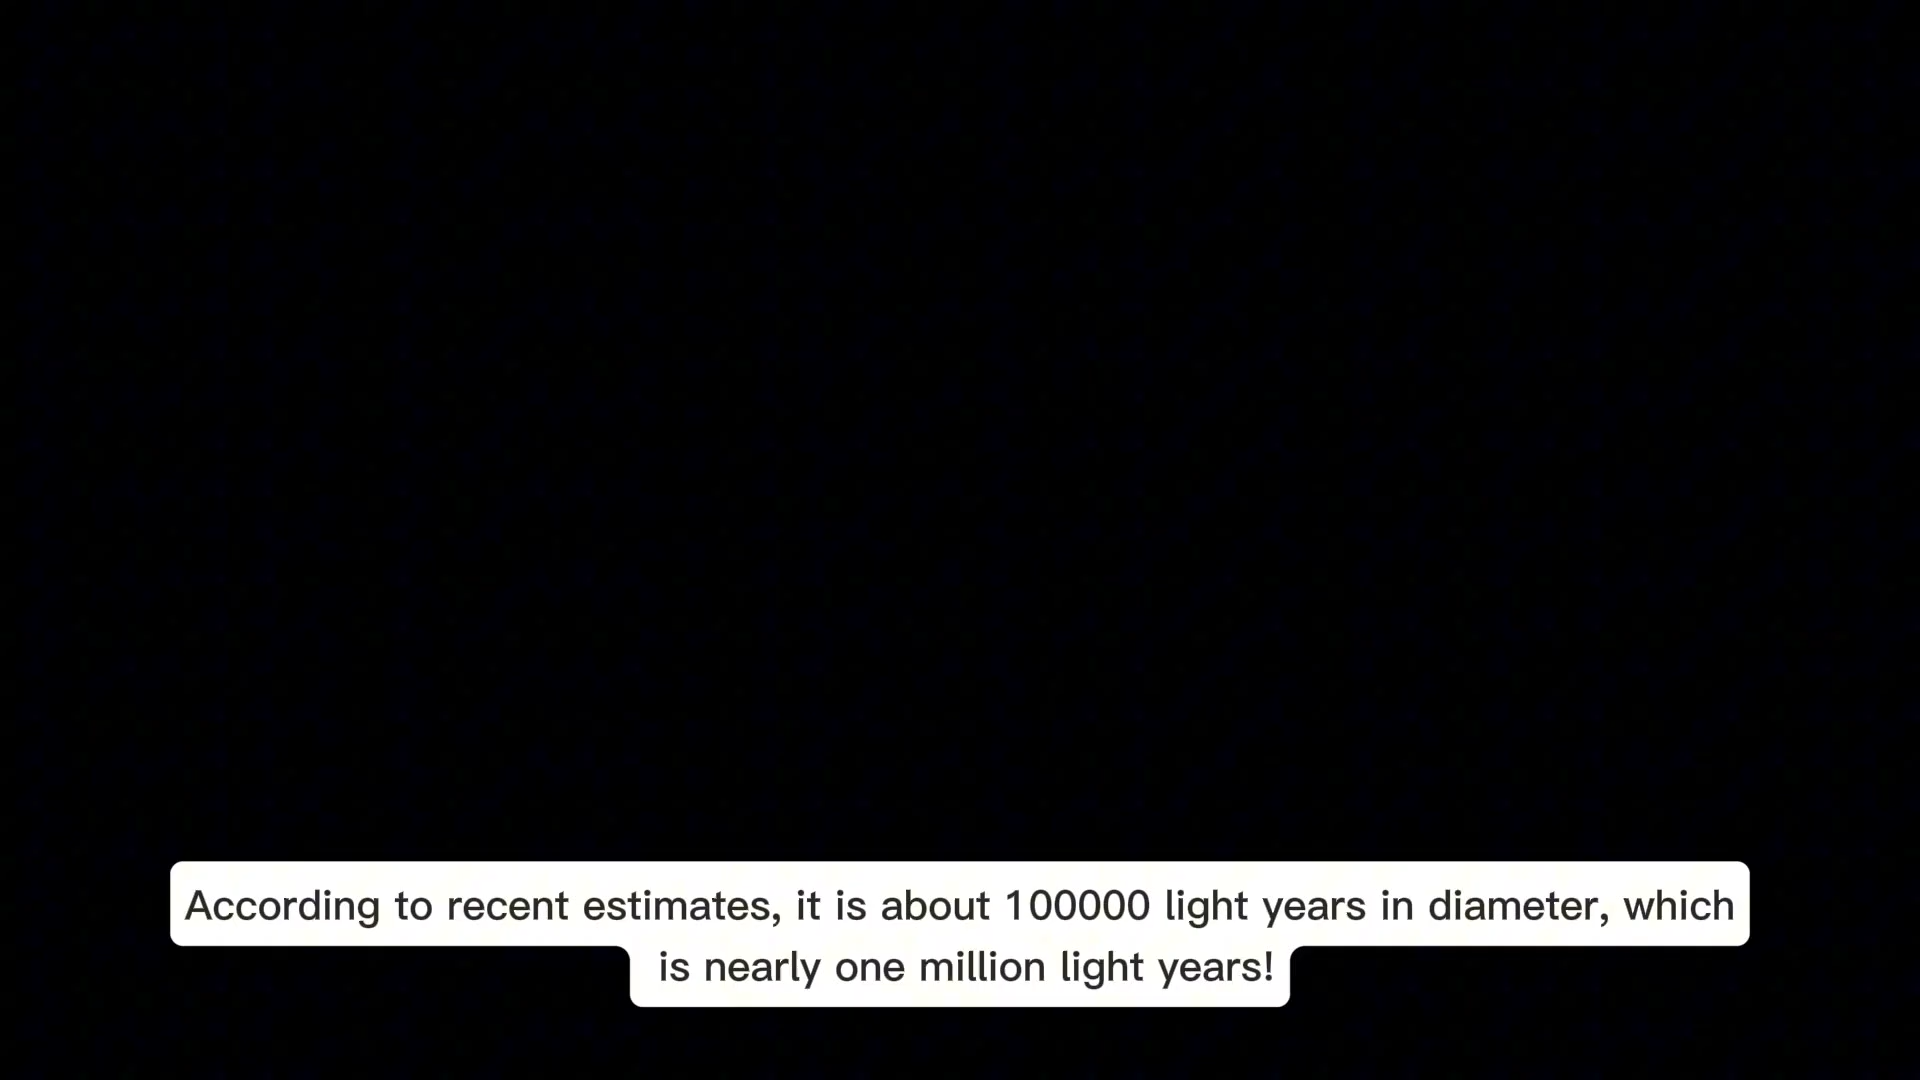 According to recent estimates, it is about 100000 light years in diameter, which
is nearly one million light years!